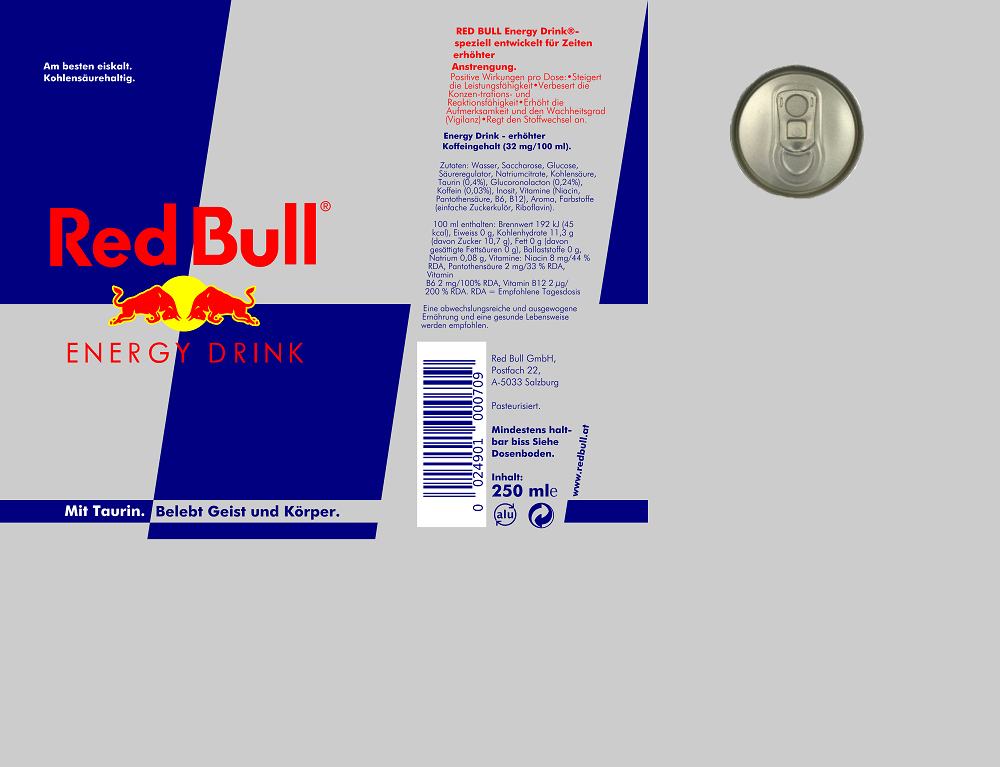 Am besten eiskalt.
Kohlensäurehaltig.
Red Bull®
ENERGY DRINK
Mit Taurin. Belebt Geist und Körper.
RED BULL Energy Drink®-
speziell entwickelt für Zeiten
erhöhter
Anstrengung.
Positive Wirkungen pro Dose:•Steigert
die Leistungsfähigkeit•Verbesert die
Konzen-trations- und
Reaktionsfähigkeit•Erhöht die
Aufmerksamkeit und den Wachheitsgrad
(Vigilanz)•Regt den Stoffwechsel an.
Energy Drink - erhöhter
Koffeingehalt (32 mg/100 ml).
Zutaten: Wasser, Saccharose, Glucose,
Säureregulator, Natriumcitrate, Kohlensäure,
Taurin (0,4%), Glucoronolacton (0,24%),
Koffein (0,03%), Inosit, Vitamine (Niacin,
Pantothensäure, B6, B12), Aroma, Farbstoffe
(einfache Zuckerkulör, Riboflavin).
100 ml enthalten: Brennwert 192 kJ (45
kcal), Eiweiss 0 g, Kohlenhydrate 11,3 g
(davon Zucker 10,7 g), Fett 0 g (davon
gesättigte Fettsäuren 0 g), Ballaststoffe 0 g,
Natrium 0,08 g, Vitamine: Niacin 8 mg/44 %
RDA, Pantothensäure 2 mg/33 % RDA,
Vitamin
B6 2 mg/100% RDA, Vitamin B12 2 µg/
200 % RDA. RDA = Empfohlene Tagesdosis
Eine abwechslungsreiche und ausgewogene
Ernährung und eine gesunde Lebensweise
werden empfohlen.
0 024901 000709
Red Bull GmbH,
Postfach 22,
A-5033 Salzburg
Pasteurisiert.
Mindestens halt-
bar biss Siehe
Dosenboden.
www.redbull.at
Inhalt:
250 mle
alu